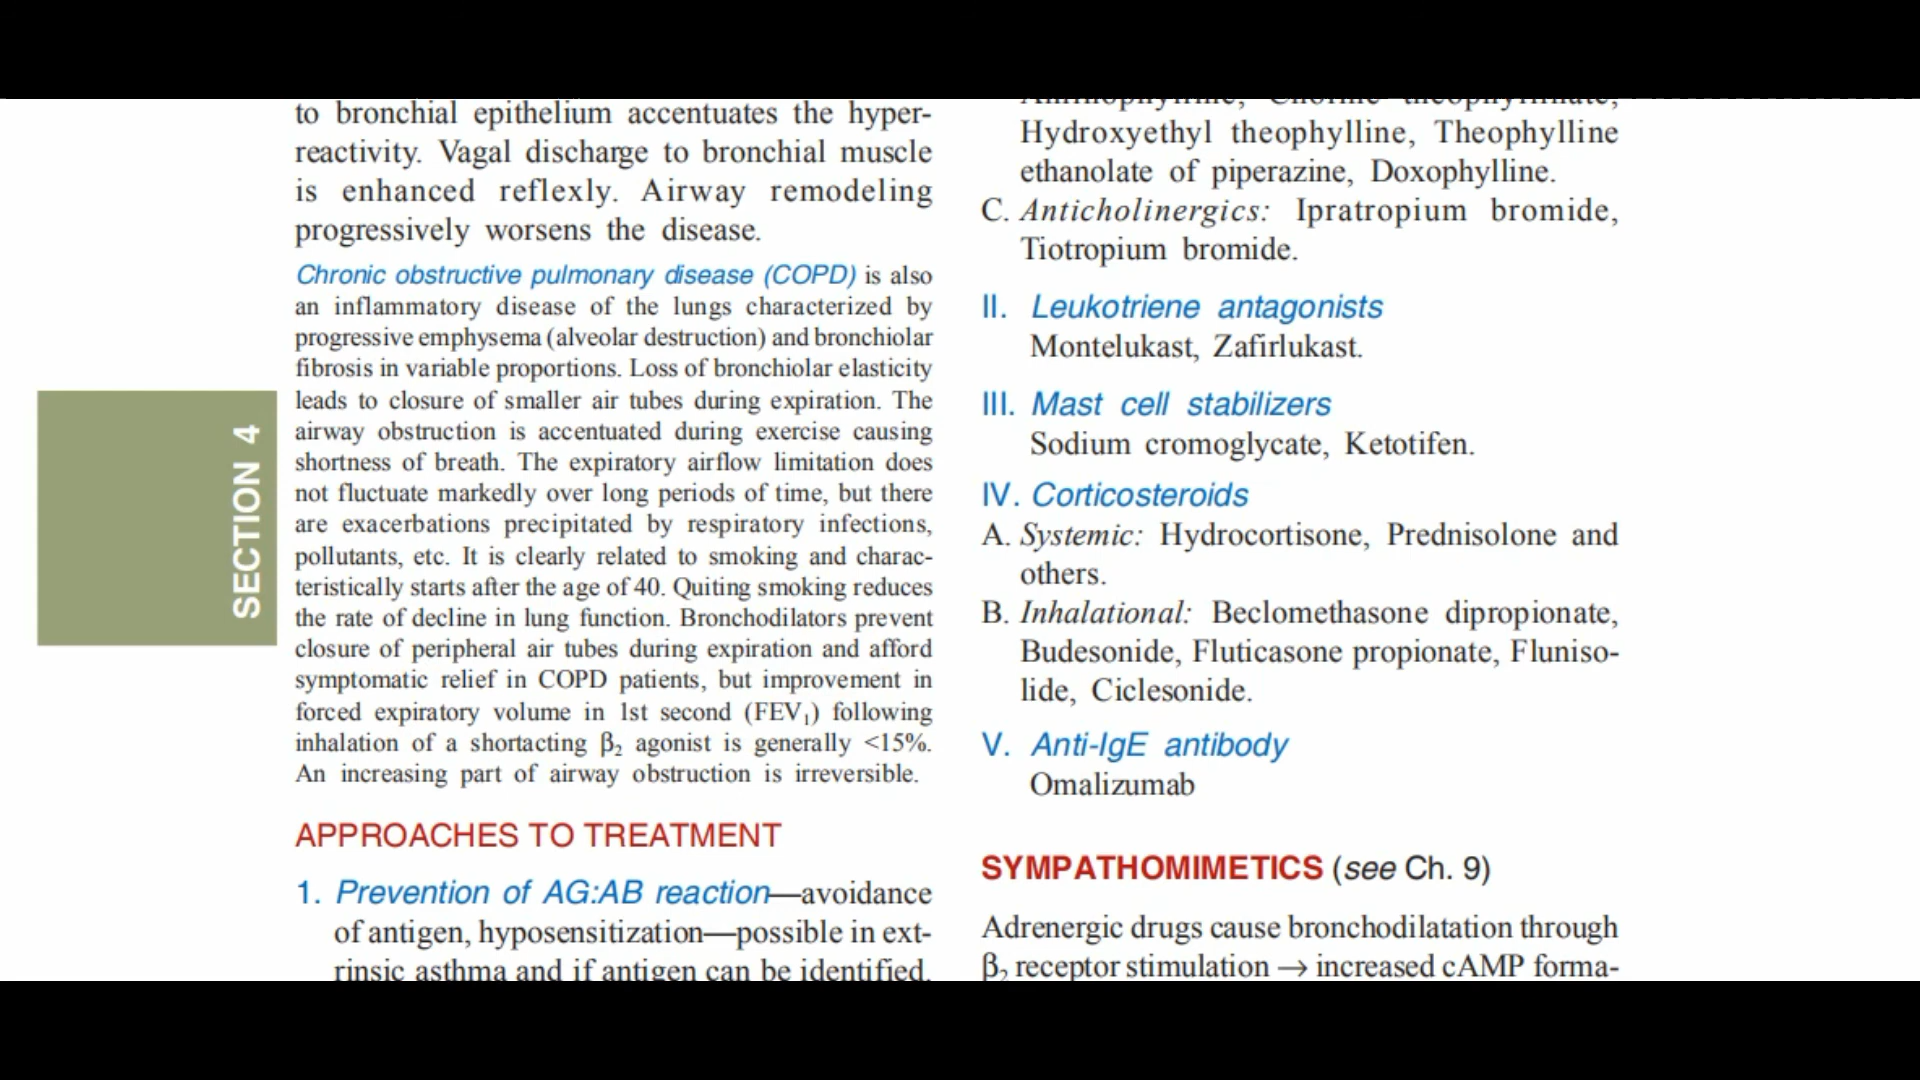 to bronchial epithelium accentuates the hyper-
reactivity. Vagal discharge to bronchial muscle
is enhanced reflexly. Airway remodeling
progressively worsens the disease.
Chronic obstructive pulmonary disease (COPD) is also
an inflammatory disease of the lungs characterized by
progressive emphysema (alveolar destruction) and bronchiolar
fibrosis in variable proportions. Loss of bronchiolar elasticity
leads to closure of smaller air tubes during expiration. The
airway obstruction is accentuated during exercise causing
shortness of breath. The expiratory airflow limitation does
not fluctuate markedly over long periods of time, but there
are exacerbations precipitated by respiratory infections,
pollutants, etc. It is clearly related to smoking and charac-
teristically starts after the age of 40. Quiting smoking reduces
the rate of decline in lung function. Bronchodilators prevent
closure of peripheral air tubes during expiration and afford
symptomatic relief in COPD patients, but improvement in
forced expiratory volume in 1st second (FEV₁) following
inhalation of a shortacting β₂ agonist is generally <15%.
An increasing part of airway obstruction is irreversible.
APPROACHES TO TREATMENT
1. Prevention of AG:AB reaction—avoidance
of antigen, hyposensitization—possible in ext-
rinsic asthma and if antigen can be identified.
SECTION 4
Aminophylline, Choline theophyllinate,
Hydroxyethyl theophylline, Theophylline
ethanolate of piperazine, Doxophylline.
C. Anticholinergics: Ipratropium bromide,
Tiotropium bromide.
II. Leukotriene antagonists
Montelukast, Zafirlukast.
III. Mast cell stabilizers
Sodium cromoglycate, Ketotifen.
IV. Corticosteroids
A. Systemic: Hydrocortisone, Prednisolone and
others.
B. Inhalational: Beclomethasone dipropionate,
Budesonide, Fluticasone propionate, Fluniso-
lide, Ciclesonide.
V. Anti-IgE antibody
Omalizumab
SYMPATHOMIMETICS (see Ch. 9)
Adrenergic drugs cause bronchodilatation through
β₂ receptor stimulation → increased cAMP forma-